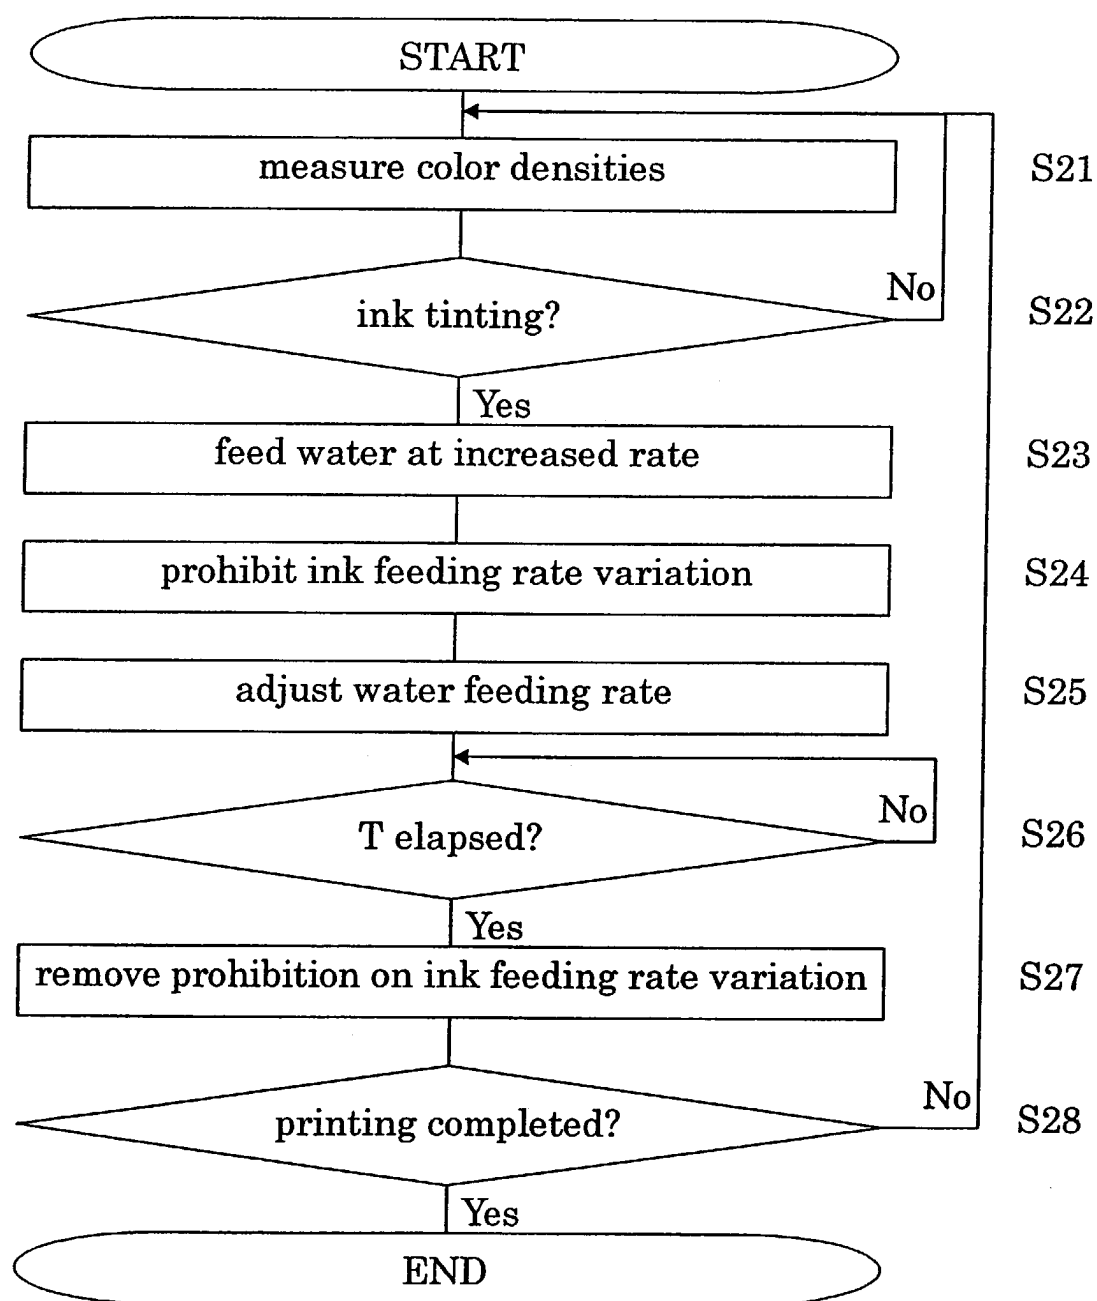 START
measure color densities S21
No
ink tinting? S22
Yes
feed water at increased rate S23
prohibit ink feeding rate variation S24
adjust water feeding rate S25
No
T elapsed? S26
Yes
remove prohibition on ink feeding rate variation S27
No
printing completed? S28
Yes
END